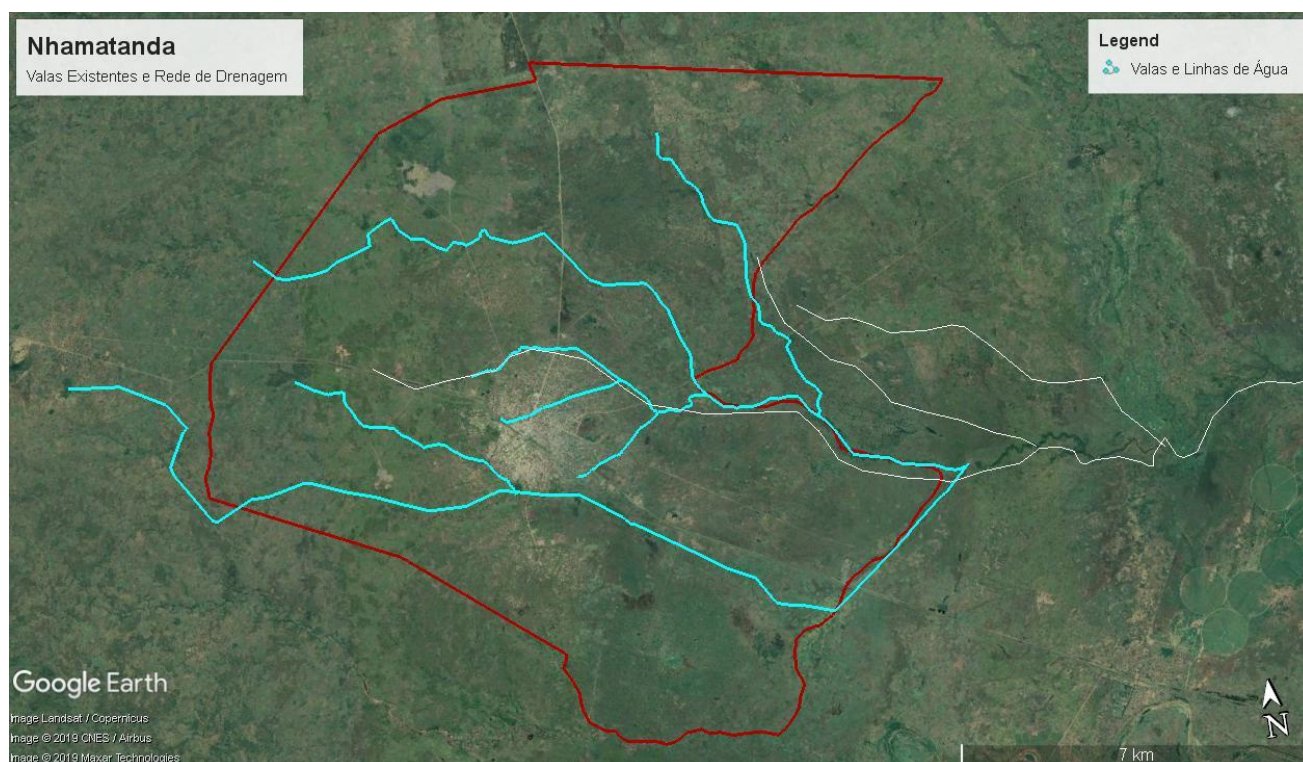 Nhamatanda
Valas Existentes e Rede de Drenagem
Legend
Valas e Linhas de Água
Google Earth
Image Landsat / Copernicus
Image © 2019 CNES / Airbus
Image © 2019 Maxar Technologies
7 km
N